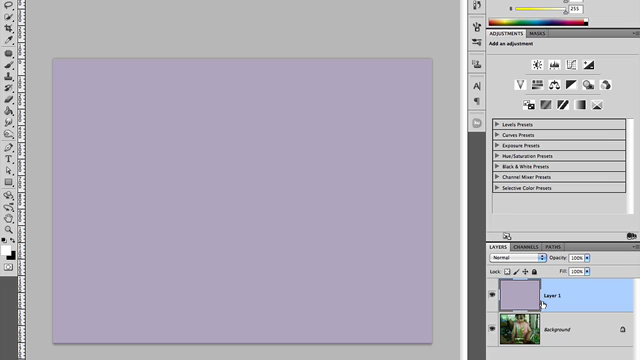 255
ADJUSTMENTS MASKS
Add an adjustment
Levels Presets
Curves Presets
Exposure Presets
Hue/Saturation Presets
Black & White Presets
Channel Mixer Presets
Selective Color Presets
LAYERS CHANNELS PATHS
Normal Opacity: 100%
Lock: Fill: 100%
Layer 1
Background